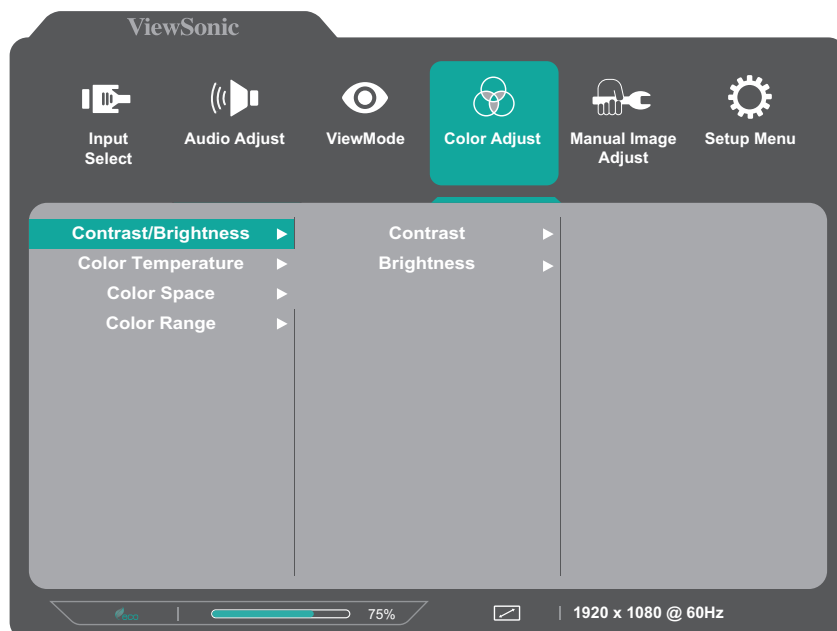 ViewSonic
Input Select
Audio Adjust
ViewMode
Color Adjust
Manual Image Adjust
Setup Menu
Contrast/Brightness
Contrast
Color Temperature
Brightness
Color Space
Color Range
eco
75%
1920 x 1080 @ 60Hz